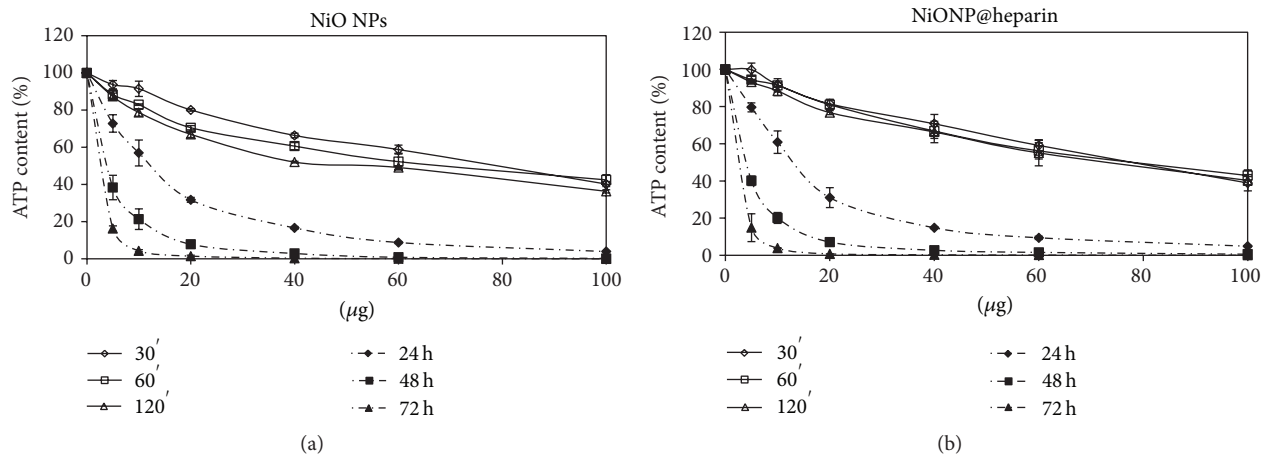 NiO NPs
ATP content (%)
120
100
80
60
40
20
0
0 20 40 60 80 100
(µg)
30′
60′
120′
24 h
48 h
72 h
(a)
NiONP@heparin
ATP content (%)
120
100
80
60
40
20
0
0 20 40 60 80 100
(µg)
30′
60′
120′
24 h
48 h
72 h
(b)